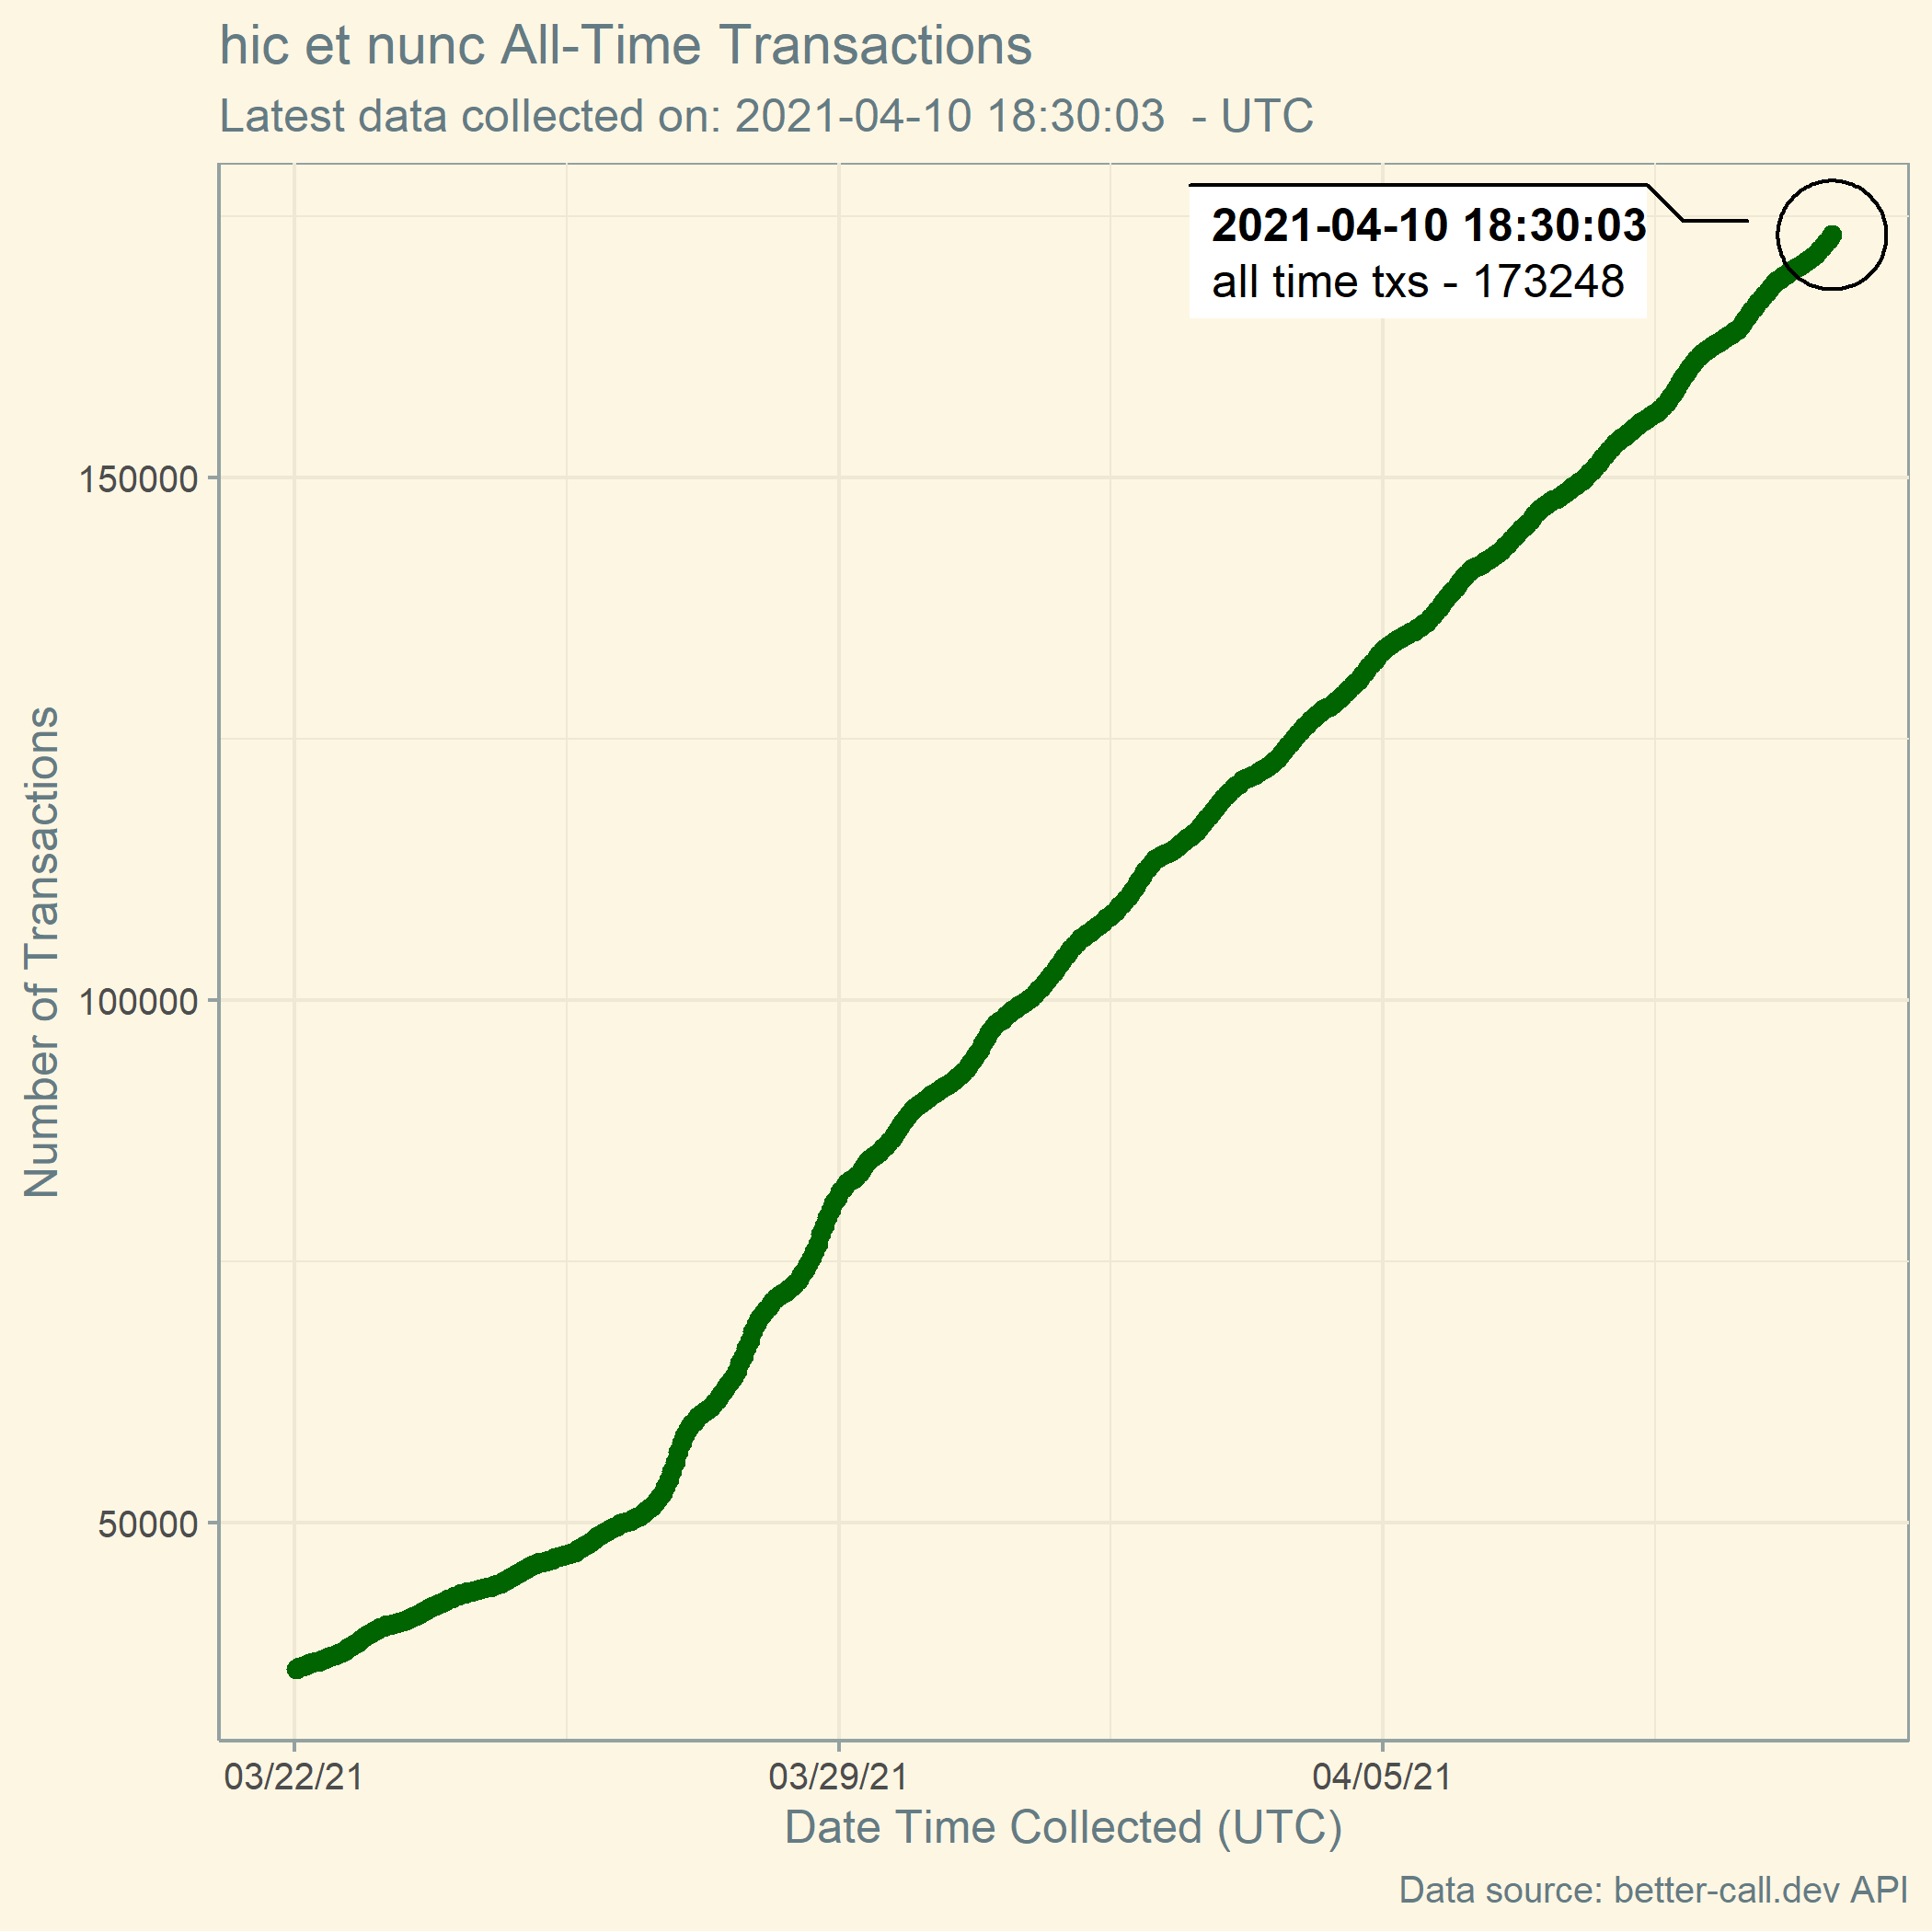 hic et nunc All-Time Transactions
Latest data collected on: 2021-04-10 18:30:03  - UTC
2021-04-10 18:30:03
all time txs - 173248
Number of Transactions
150000
100000
50000
03/22/21
03/29/21
04/05/21
Date Time Collected (UTC)
Data source: better-call.dev API